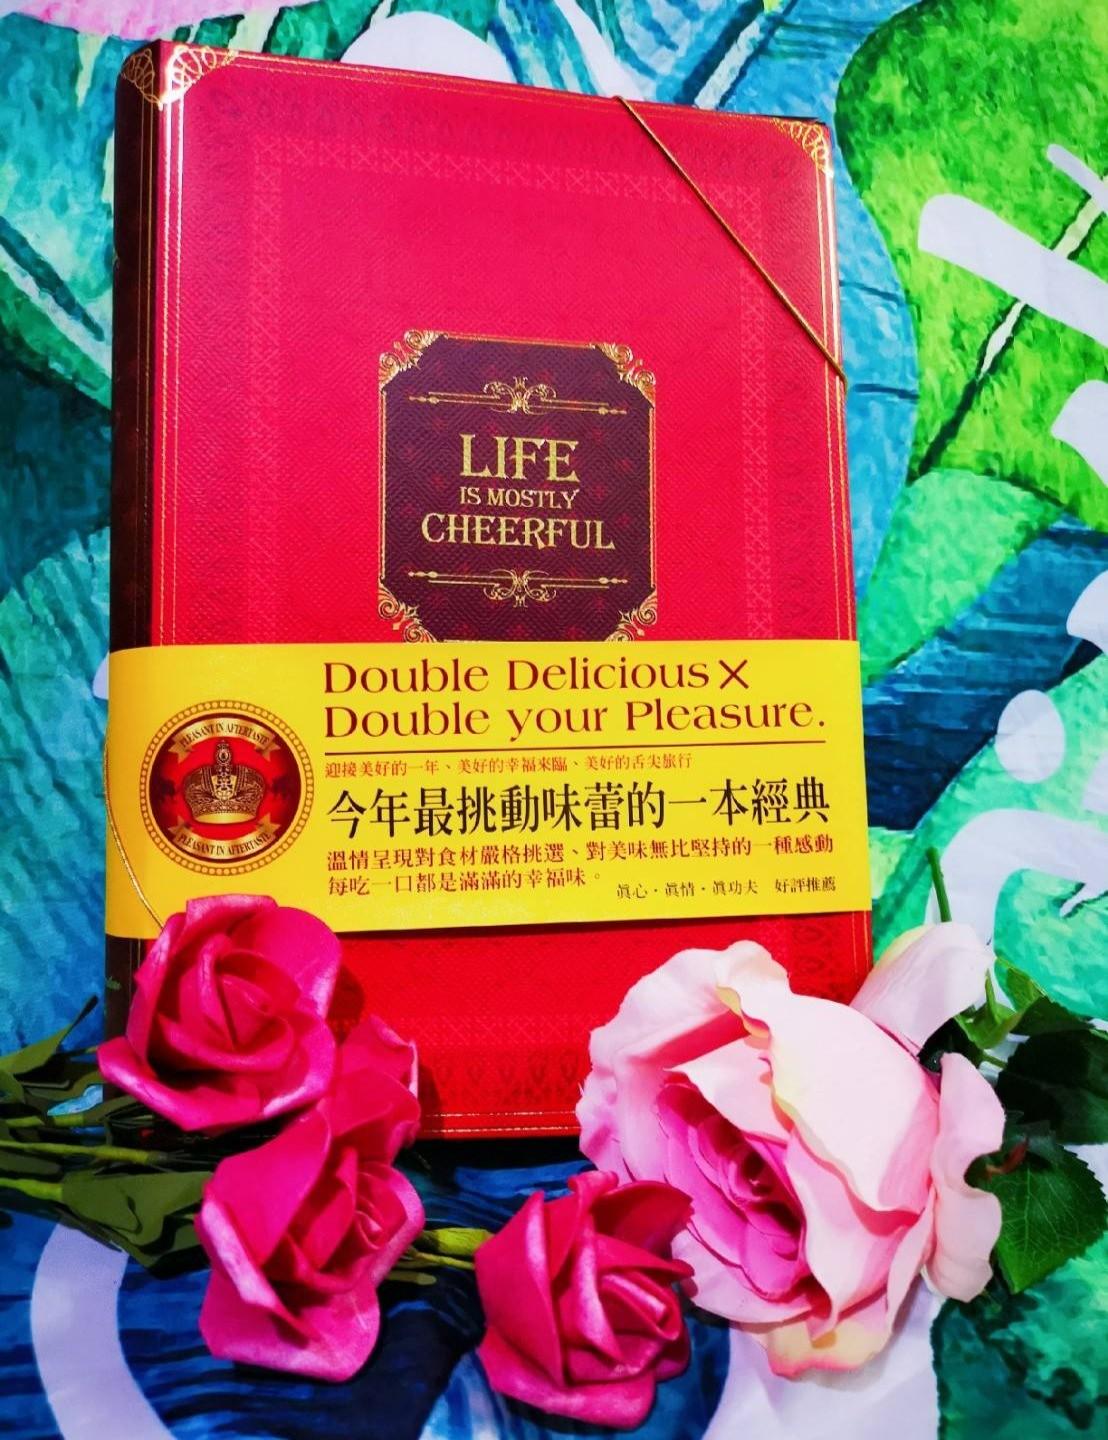 LIFE
IS MOSTLY
CHEERFUL
Double Delicious×
Double your Pleasure.
PLEASANT IN AFTERTASTE
PLEASANT IN AFTERTASTE
迎接美好的一年、美好的幸福來臨、美好的舌尖旅行
今年最挑動味蕾的一本經典
溫情呈現對食材嚴格挑選、對美味無比堅持的一種感動
每吃一口都是滿滿的幸福味。
眞心・眞情・眞功夫 好評推薦